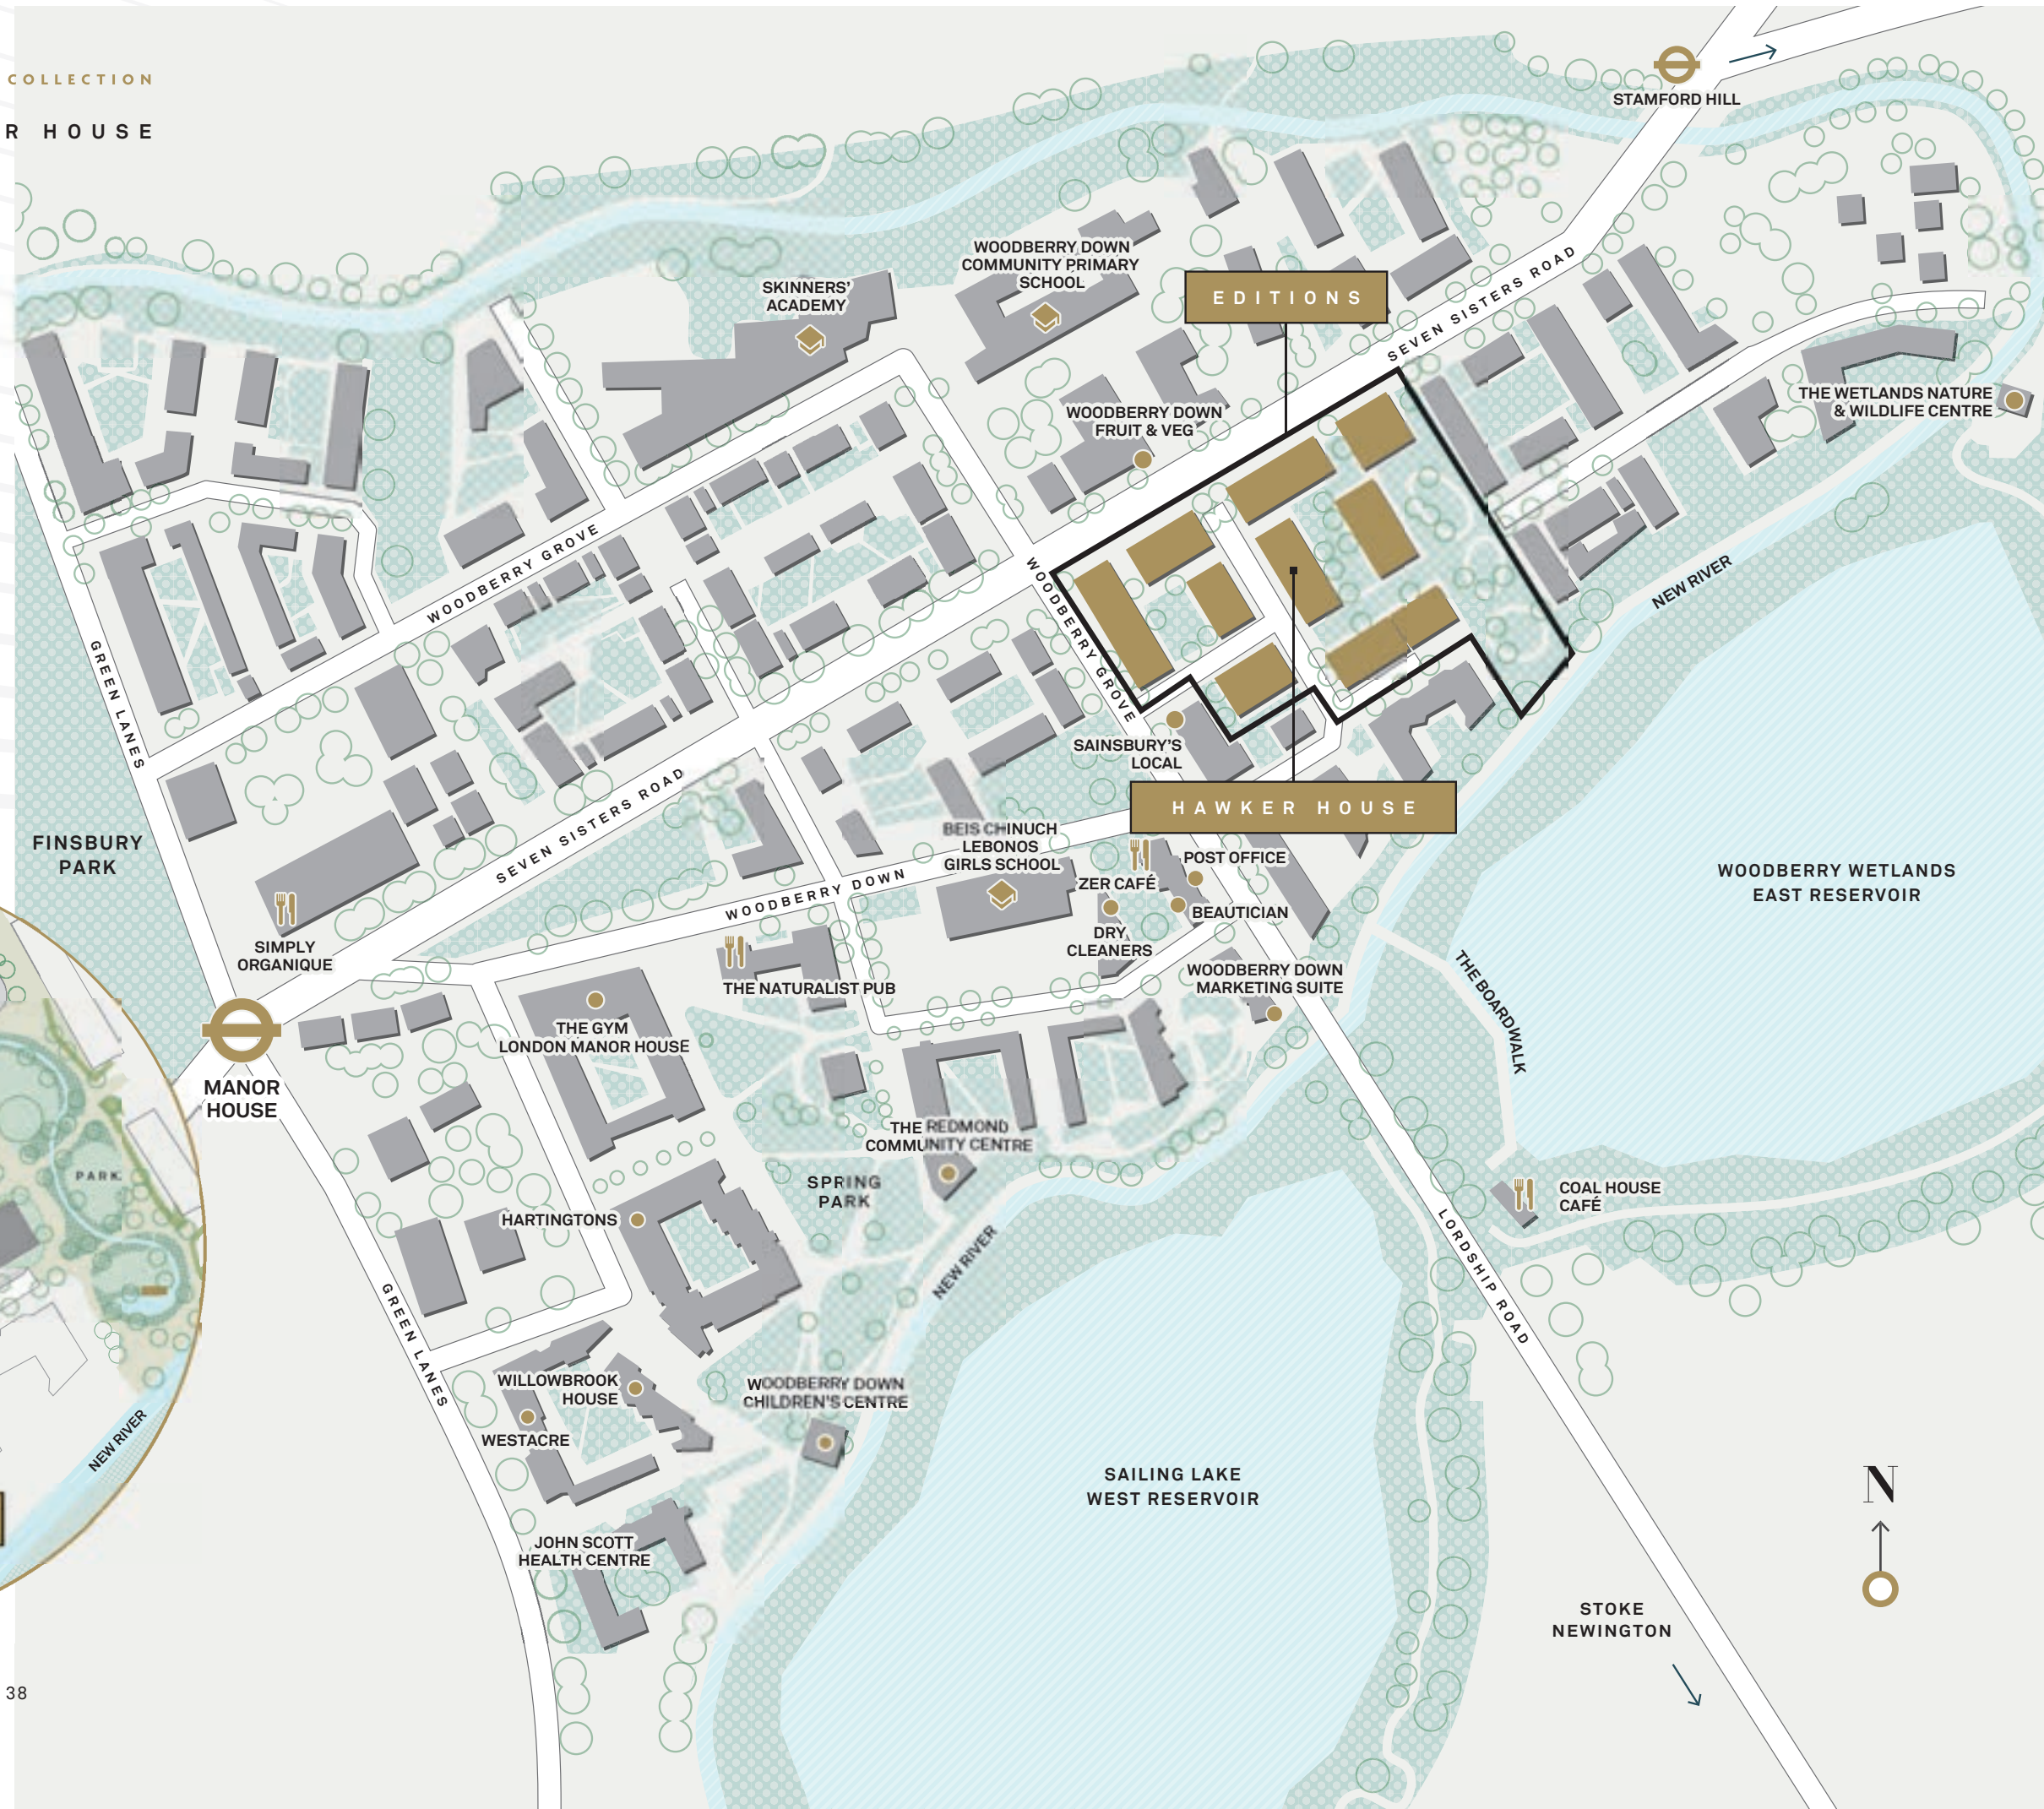 COLLECTION
R HOUSE
STAMFORD HILL
WOODBERRY DOWN
COMMUNITY PRIMARY
SCHOOL
SKINNERS'
ACADEMY
EDITIONS
SEVEN SISTERS ROAD
THE WETLANDS NATURE
& WILDLIFE CENTRE
WOODBERRY DOWN
FRUIT & VEG
WOODBERRY GROVE
WOODBERRY GROVE
NEW RIVER
GREEN LANES
SAINSBURY'S
LOCAL
HAWKER HOUSE
SEVEN SISTERS ROAD
FINSBURY
PARK
BEIS CHINUCH
LEBONOS
GIRLS SCHOOL
POST OFFICE
ZER CAFÉ
WOODBERRY DOWN
BEAUTICIAN
DRY
CLEANERS
WOODBERRY WETLANDS
EAST RESERVOIR
SIMPLY
ORGANIQUE
THE NATURALIST PUB
WOODBERRY DOWN
MARKETING SUITE
THE BOARDWALK
THE GYM
LONDON MANOR HOUSE
MANOR
HOUSE
THE REDMOND
COMMUNITY CENTRE
PARK
SPRING
PARK
COAL HOUSE
CAFÉ
HARTINGTONS
NEW RIVER
LORDSHIP ROAD
GREEN LANES
WILLOWBROOK
HOUSE
WOODBERRY DOWN
CHILDREN'S CENTRE
WESTACRE
NEW RIVER
SAILING LAKE
WEST RESERVOIR
N
JOHN SCOTT
HEALTH CENTRE
STOKE
NEWINGTON
38